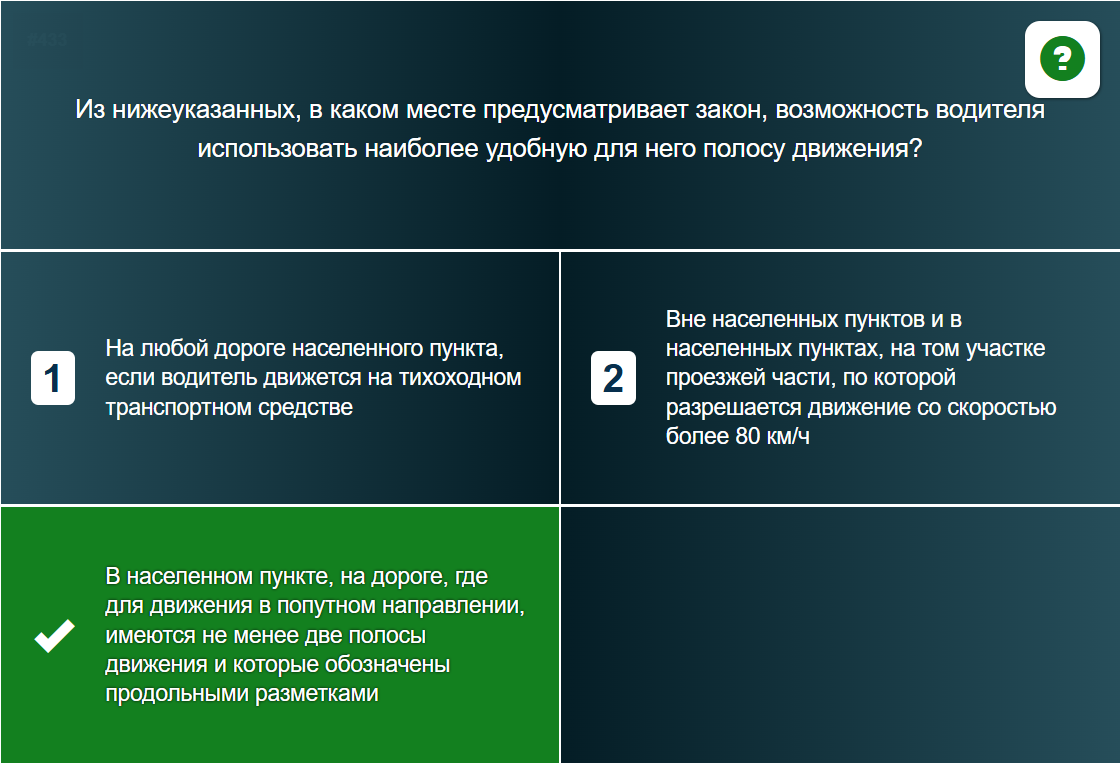 #435
?
Из нижеуказанных, в каком месте предусматривает закон, возможность водителя
использовать наиболее удобную для него полосу движения?
1
На любой дороге населенного пункта,
если водитель движется на тихоходном
транспортном средстве
2
Вне населенных пунктов и в
населенных пунктах, на том участке
проезжей части, по которой
разрешается движение со скоростью
более 80 км/ч
В населенном пункте, на дороге, где
для движения в попутном направлении,
имеются не менее две полосы
движения и которые обозначены
продольными разметками